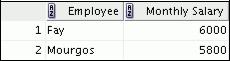 Employee Monthly Salary
1 Fay 6000
2 Mourgos 5800